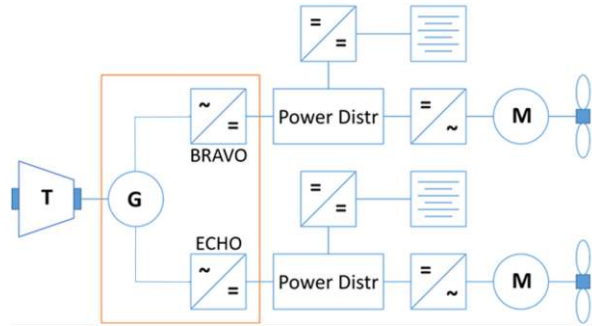 =
=
~
=
Power Distr
=
~
M
BRAVO
T
G
=
=
ECHO
~
=
Power Distr
=
~
M